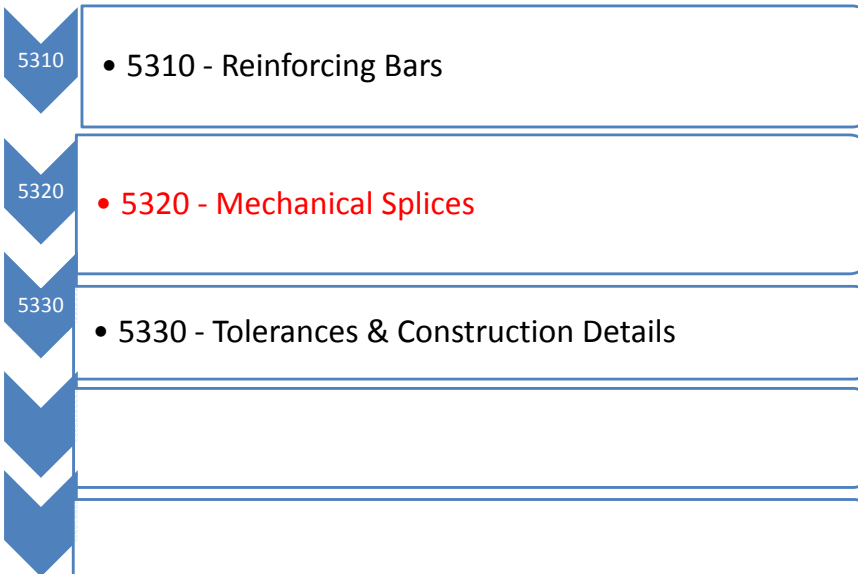 5310
• 5310 - Reinforcing Bars
5320
• 5320 - Mechanical Splices
5330
• 5330 - Tolerances & Construction Details